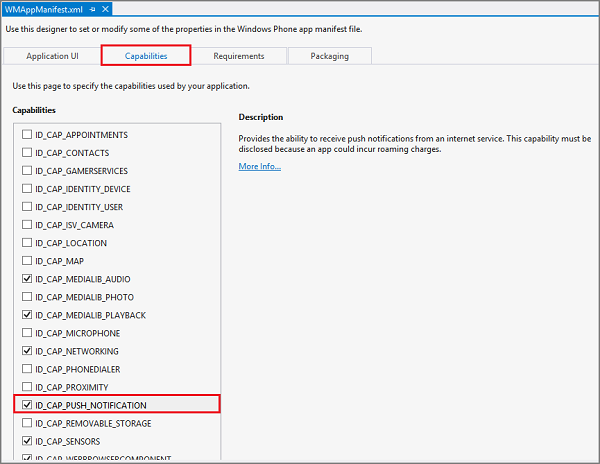 WMAppManifest.xml
Use this designer to set or modify some of the properties in the Windows Phone app manifest file.
Application UI
Capabilities
Requirements
Packaging
Use this page to specify the capabilities used by your application.
Capabilities
ID_CAP_APPOINTMENTS
ID_CAP_CONTACTS
ID_CAP_GAMERSERVICES
ID_CAP_IDENTITY_DEVICE
ID_CAP_IDENTITY_USER
ID_CAP_ISV_CAMERA
ID_CAP_LOCATION
ID_CAP_MAP
ID_CAP_MEDIALIB_AUDIO
ID_CAP_MEDIALIB_PHOTO
ID_CAP_MEDIALIB_PLAYBACK
ID_CAP_MICROPHONE
ID_CAP_NETWORKING
ID_CAP_PHONEDIALER
ID_CAP_PROXIMITY
ID_CAP_PUSH_NOTIFICATION
ID_CAP_REMOVABLE_STORAGE
ID_CAP_SENSORS
ID_CAP_WEBBROWSERCOMPONENT
Description
Provides the ability to receive push notifications from an internet service. This capability must be
disclosed because an app could incur roaming charges.
More Info...